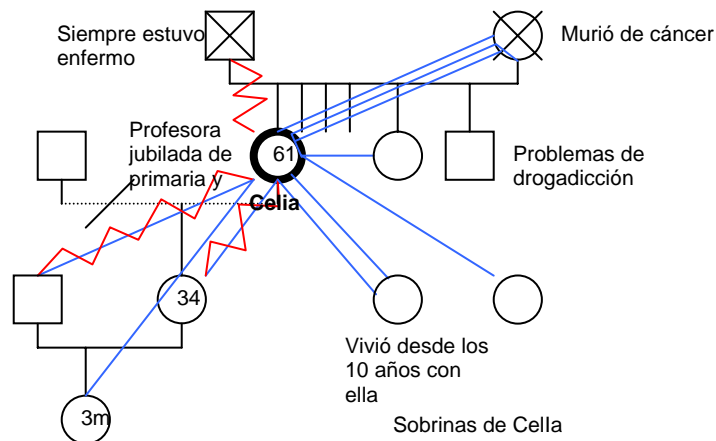 Siempre estuvo
enfermo
Murió de cáncer
Profesora
jubilada de
primaria y
61
Celia
Problemas de
drogadicción
34
Vivió desde los
10 años con
ella
3m
Sobrinas de Cella